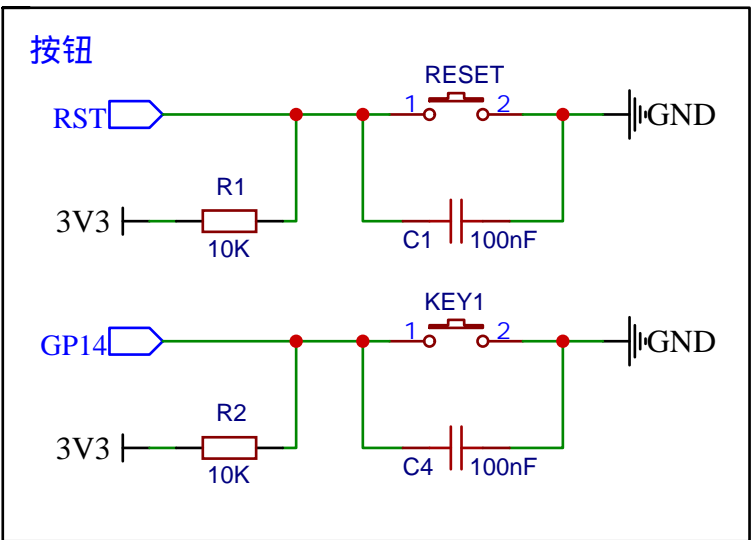 按钮
RESET
RST
1
2
GND
R1
3V3
10K
C1
100nF
KEY1
GP14
1
2
GND
R2
3V3
10K
C4
100nF